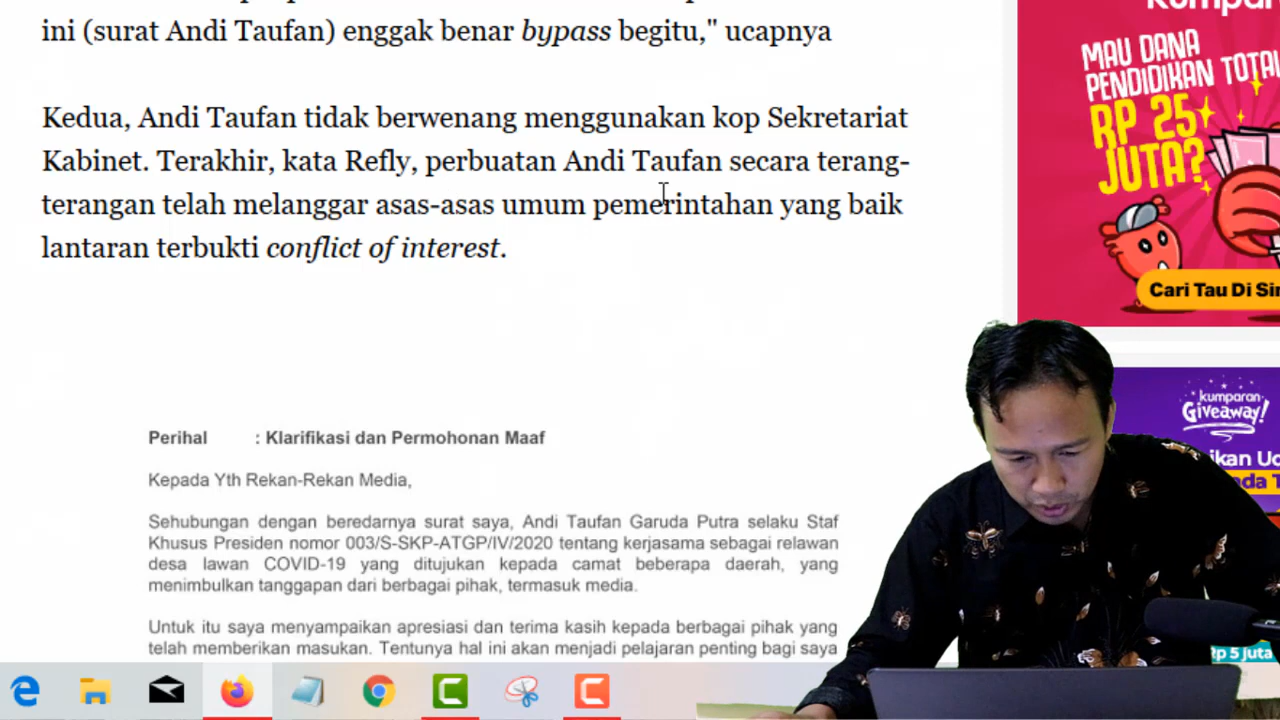 ini (surat Andi Taufan) enggak benar bypass begitu," ucapnya
Kedua, Andi Taufan tidak berwenang menggunakan kop Sekretariat
Kabinet. Terakhir, kata Refly, perbuatan Andi Taufan secara terang-
terangan telah melanggar asas-asas umum pemerintahan yang baik
lantaran terbukti conflict of interest.
Perihal : Klarifikasi dan Permohonan Maaf
Kepada Yth Rekan-Rekan Media,
Sehubungan dengan beredarnya surat saya, Andi Taufan Garuda Putra selaku Staf
Khusus Presiden nomor 003/S-SKP-ATGP/IV/2020 tentang kerjasama sebagai relawan
desa lawan COVID-19 yang ditujukan kepada camat beberapa daerah, yang
menimbulkan tanggapan dari berbagai pihak, termasuk media.
Untuk itu saya menyampaikan apresiasi dan terima kasih kepada berbagai pihak yang
telah memberikan masukan. Tentunya hal ini akan menjadi pelajaran penting bagi saya
MAU DANA
PENDIDIKAN
RP 25
JUTA?
Cari Tau Di
kumparan
Giveaway!
5 Juta